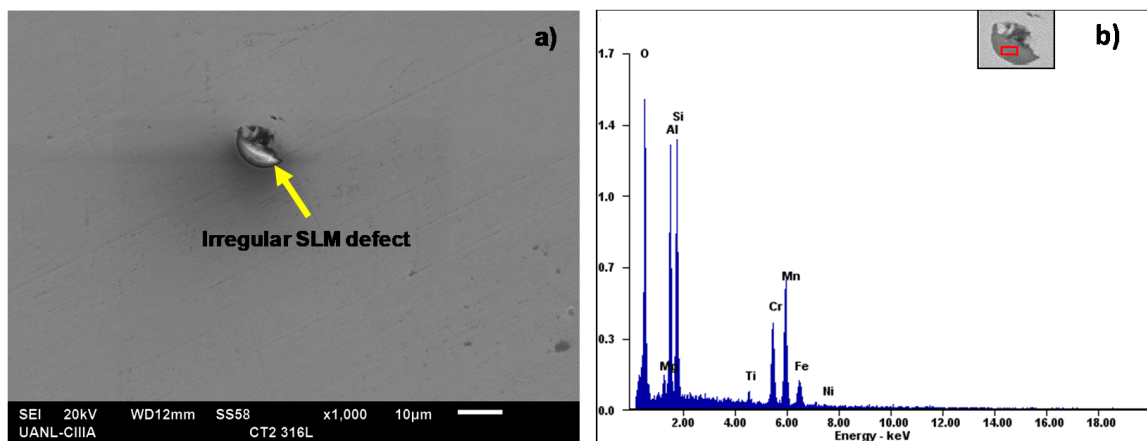 a)
Irregular SLM defect
SEI 20kV WD12mm SS58 x1,000 10µm
UANL-CIIIA CT2 316L
b)
1.7
O
1.4
Si
Al
1.0
0.7
Mn
Cr
0.3
Mg
Ti
Fe
Ni
0.0
2.00 4.00 6.00 8.00 10.00 12.00 14.00 16.00 18.00
Energy - keV